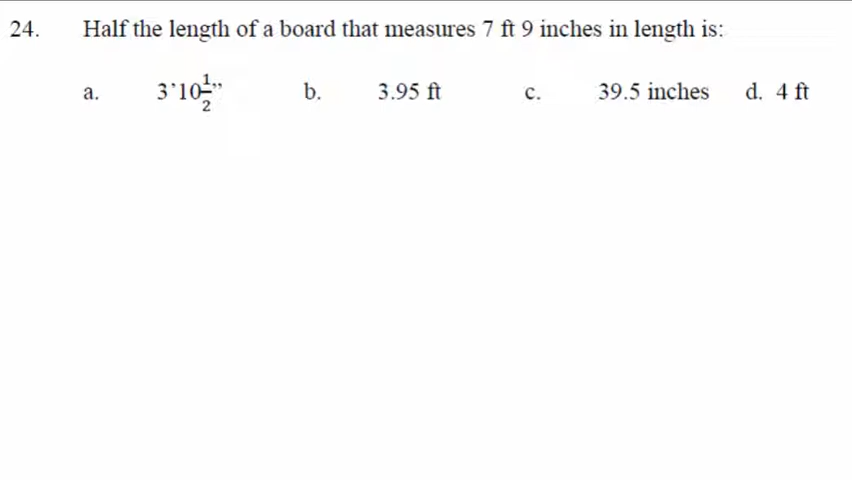 24. Half the length of a board that measures 7 ft 9 inches in length is:
a. 3’10½” b. 3.95 ft c. 39.5 inches d. 4 ft